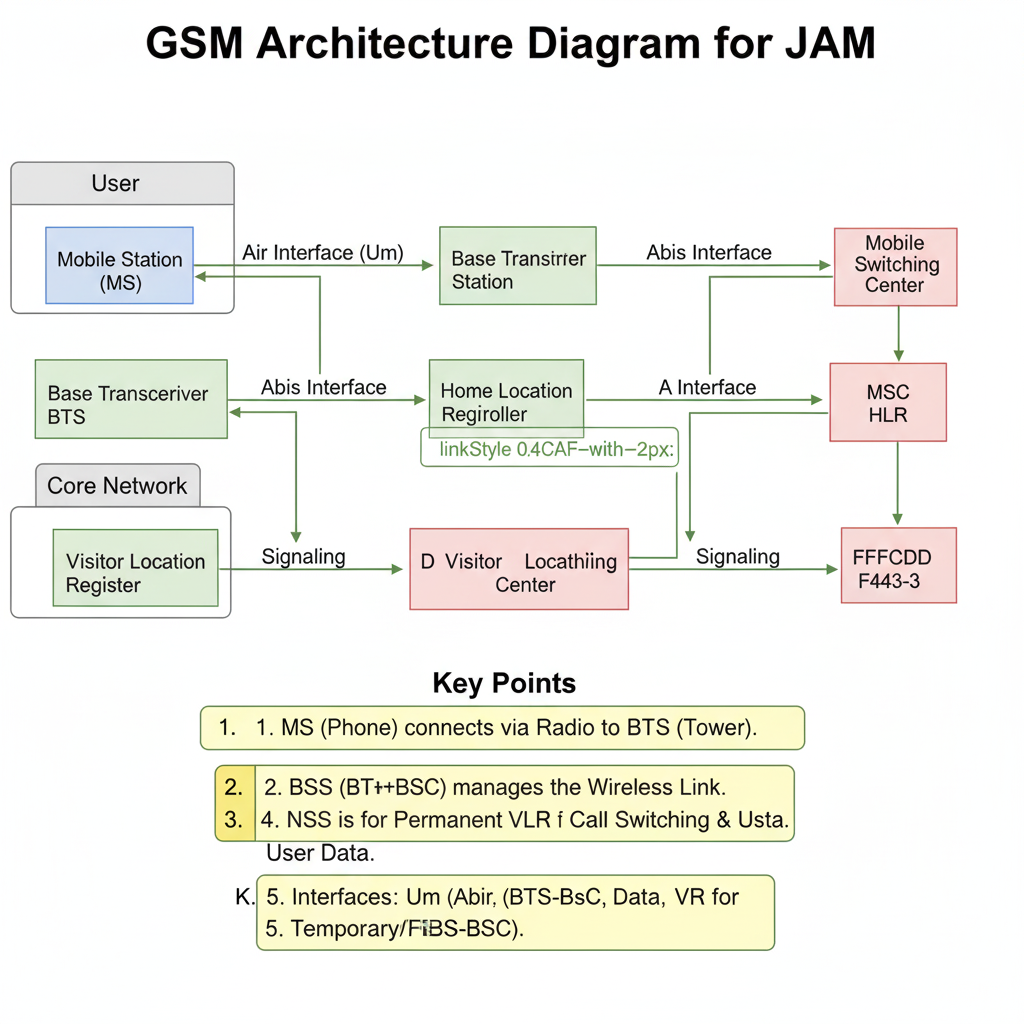 GSM Architecture Diagram for JAM
User
Mobile Station
(MS)
Air Interface (Um)
Base Transirrer
Station
Abis Interface
Mobile
Switching
Center
Base Transceriver
BTS
Abis Interface
Home Location
Regiroller
A Interface
MSC
HLR
linkStyle 0.4CAF-with-2px:
Core Network
Visitor Location
Register
Signaling
D Visitor Locathiing
Center
Signaling
FFFCDD
F443-3
Key Points
1. 1. MS (Phone) connects via Radio to BTS (Tower).
2. 2. BSS (BT++BSC) manages the Wireless Link.
3. 4. NSS is for Permanent VLR f Call Switching & Usta.
User Data.
K. 5. Interfaces: Um (Abir, (BTS-BsC, Data, VR for
5. BS-BSC).